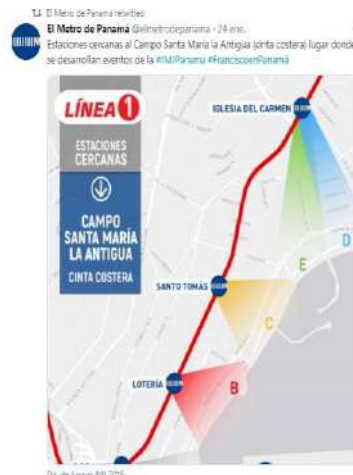 El Metro de Panamá retwitteó
El Metro de Panamá @elmetrodepanama · 24 ene.
Estaciones cercanas al Campo Santa María la Antigua (cinta costera) lugar donde
se desarrollan eventos de la #JMJPanama #FranciscoenPanamá
LÍNEA 1
ESTACIONES
CERCANAS
CAMPO
SANTA MARÍA
LA ANTIGUA
CINTA COSTERA
IGLESIA DEL CARMEN
D
E
SANTO TOMÁS
C
LOTERÍA
B